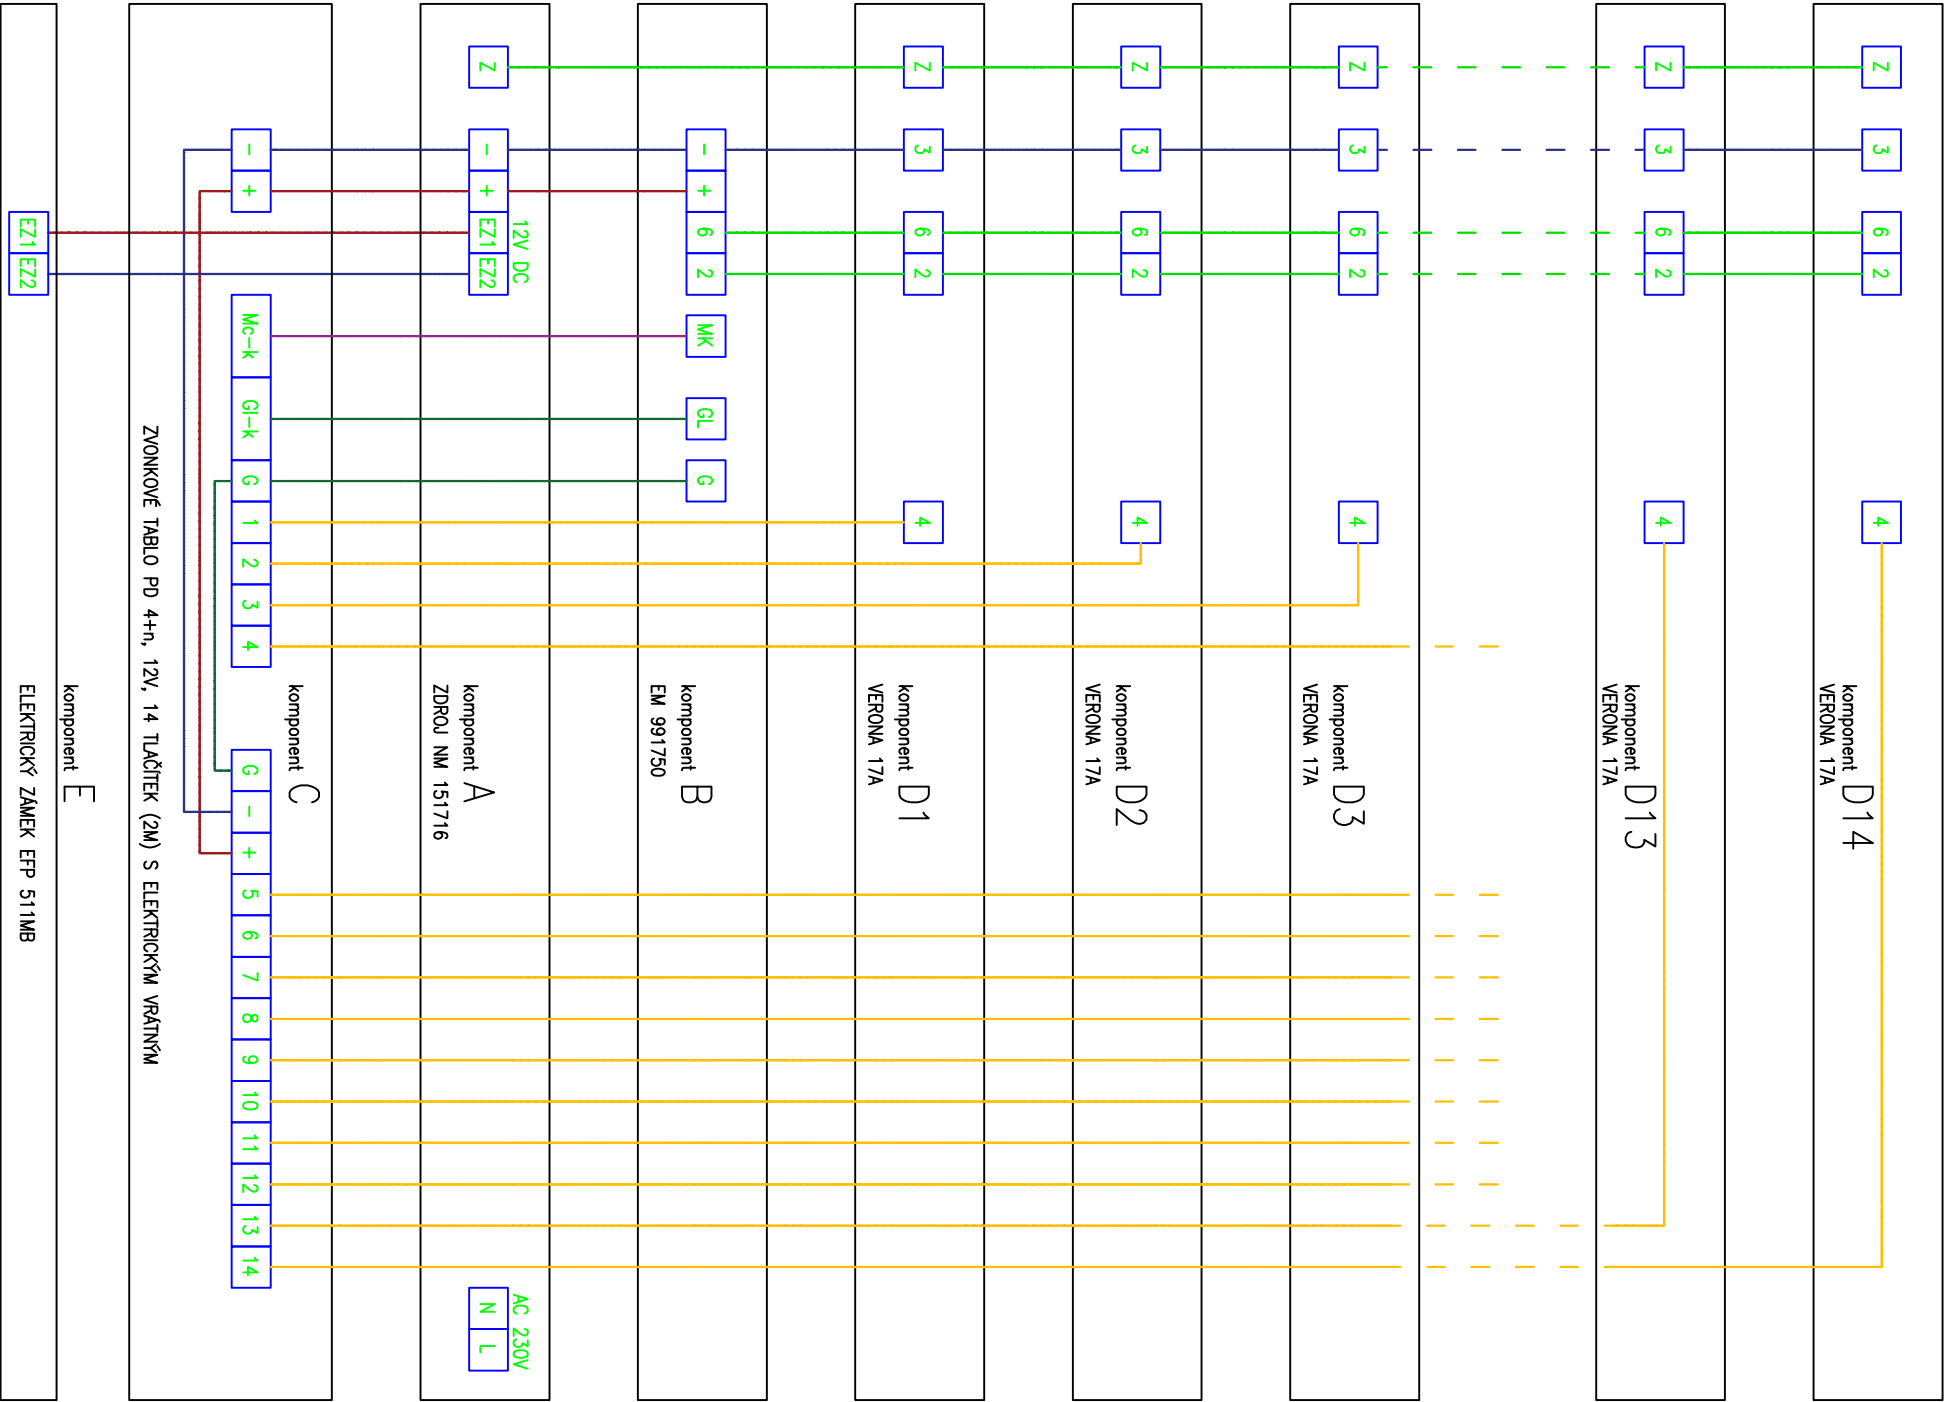 Z 3 6 2 4
komponent D14
VERONA 17A
Z 3 6 2 4
komponent D13
VERONA 17A
Z 3 6 2 4
komponent D3
VERONA 17A
Z 3 6 2 4
komponent D2
VERONA 17A
Z 3 6 2 4
komponent D1
VERONA 17A
- + 6 2 MK GL G
komponent B
EM 991750
12V DC AC 230V
Z - + EZ1 EZ2 N L
komponent A
ZDROJ NM 151716
komponent C
- + Mc-k Gl-k G 1 2 3 4 G - + 5 6 7 8 9 10 11 12 13 14
ZVONKOVÉ TABLO PD 4+n, 12V, 14 TLAČÍTEK (2M) S ELEKTRICKÝM VRÁTNÝM
komponent E
EZ1 EZ2
ELEKTRICKÝ ZÁMEK EFP 511MB